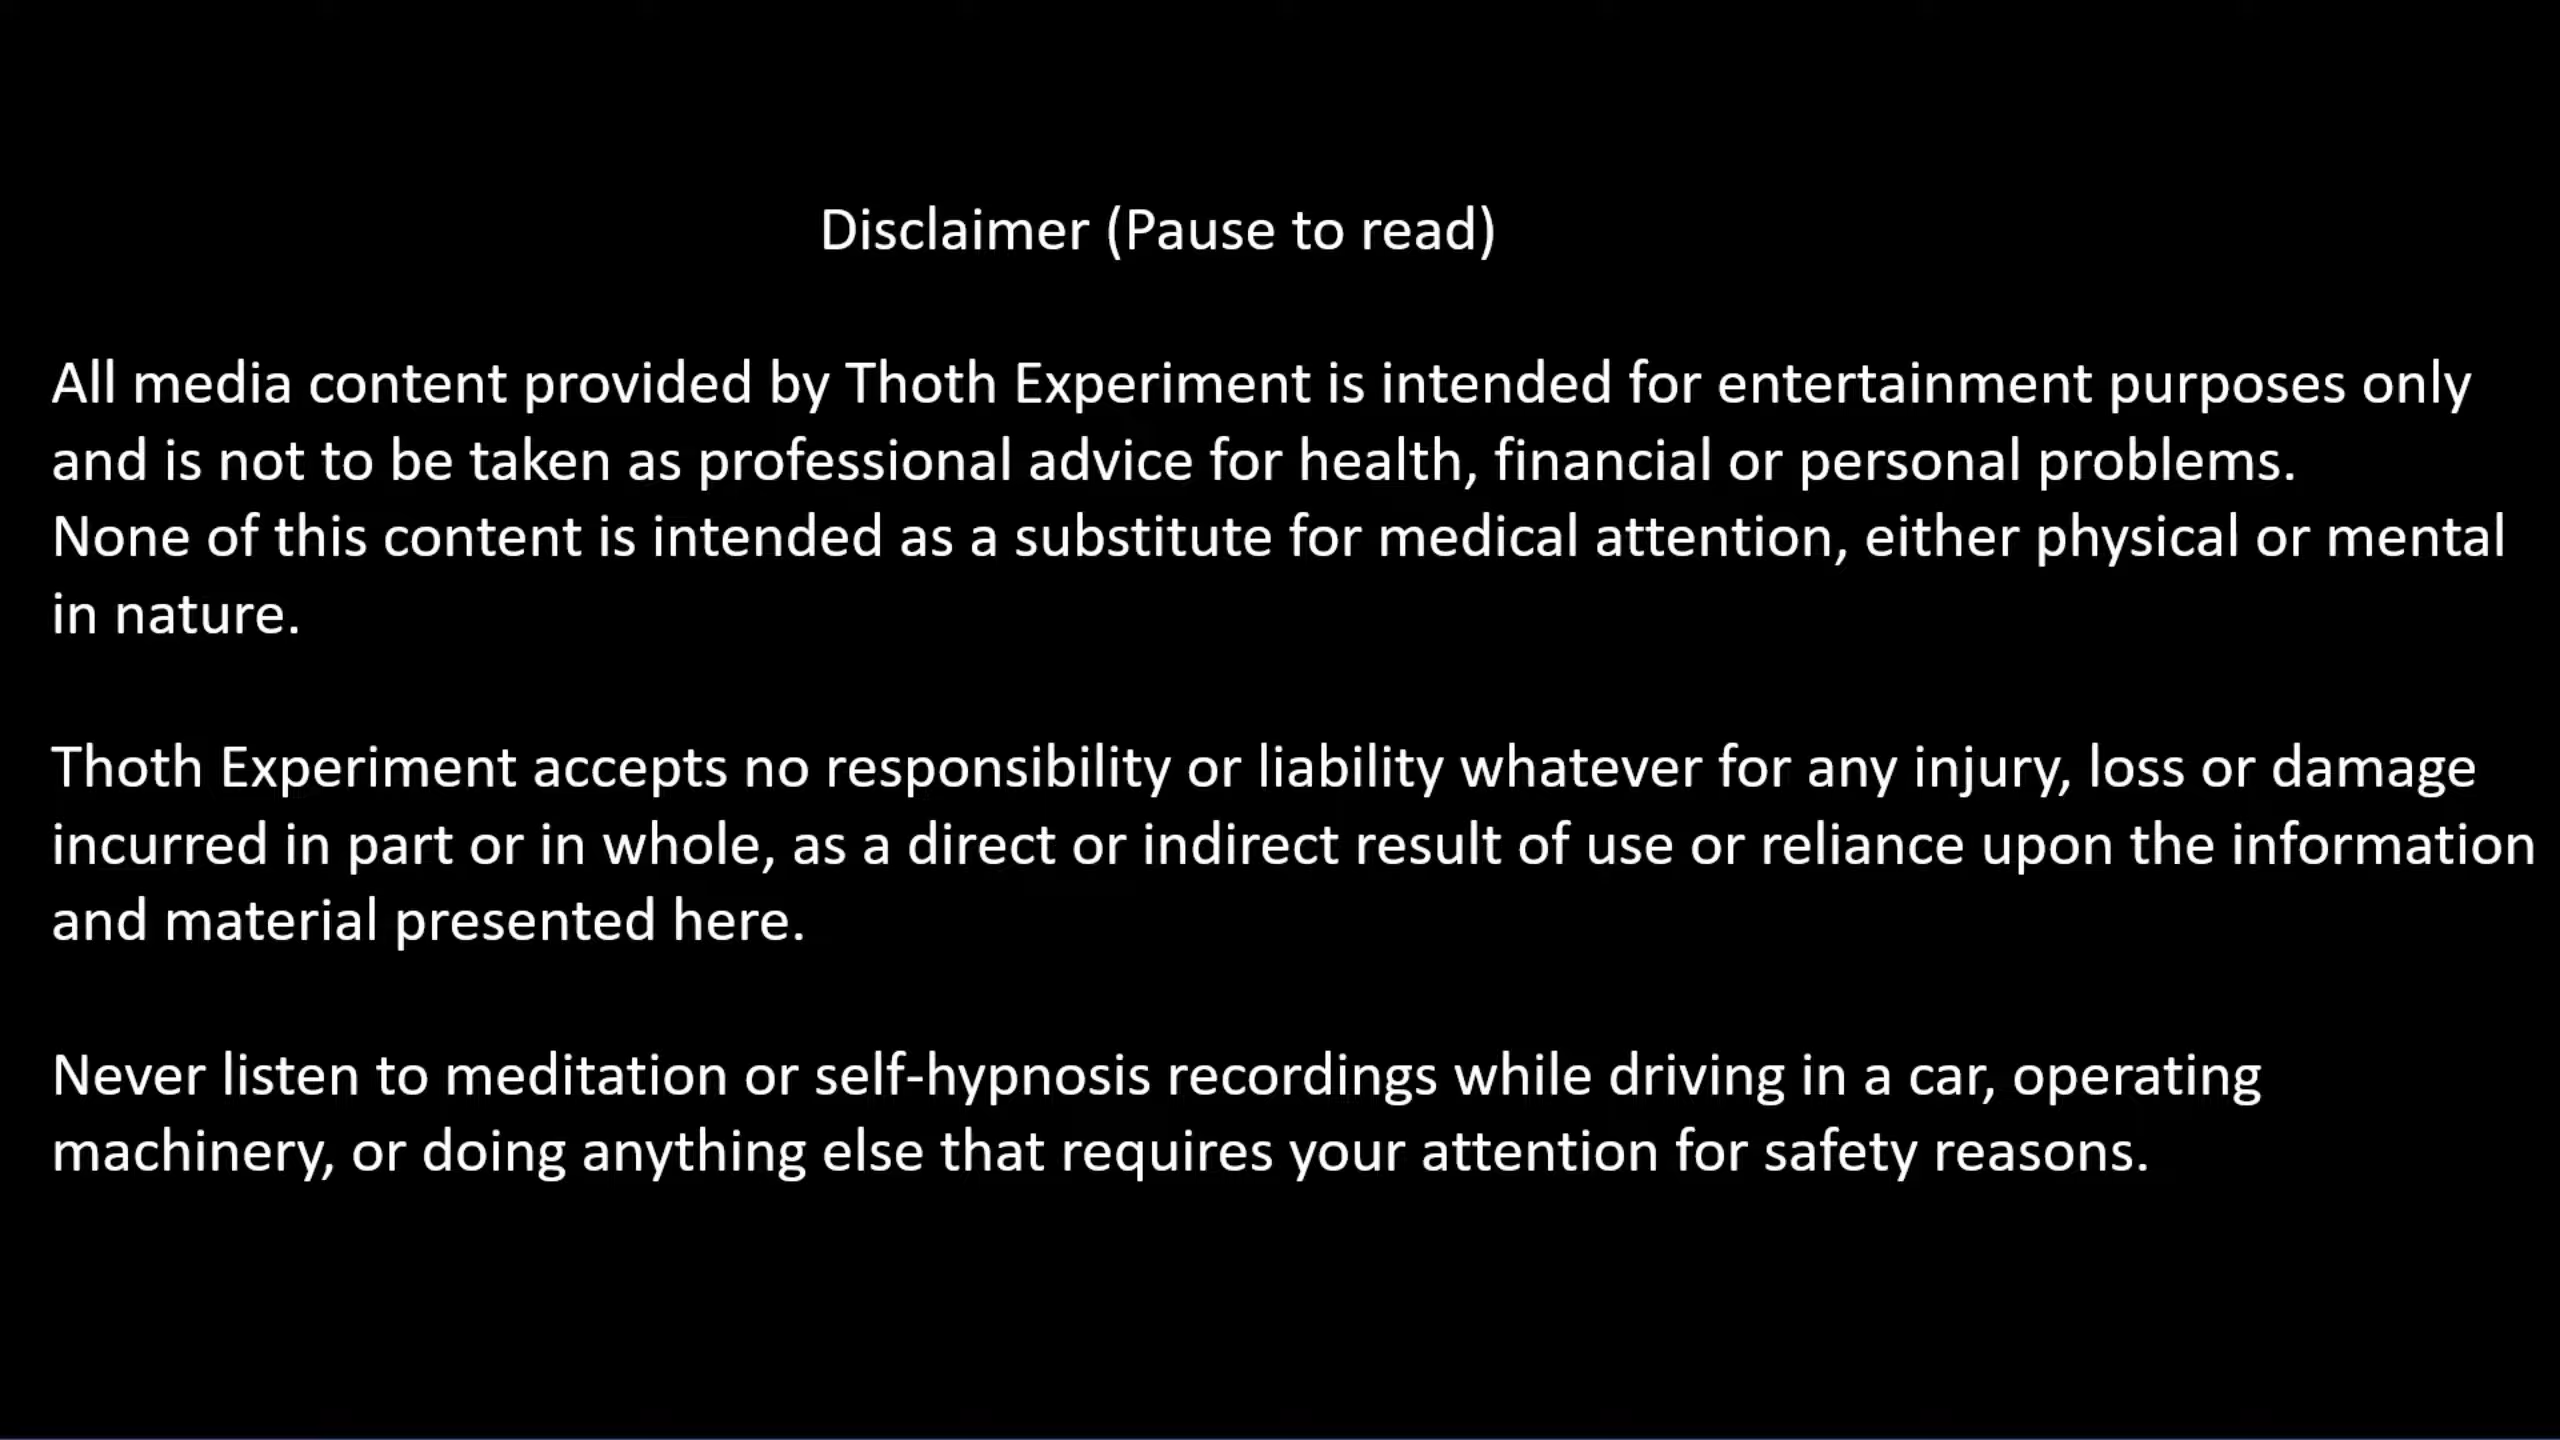 Disclaimer (Pause to read)
All media content provided by Thoth Experiment is intended for entertainment purposes only
and is not to be taken as professional advice for health, financial or personal problems.
None of this content is intended as a substitute for medical attention, either physical or mental
in nature.
Thoth Experiment accepts no responsibility or liability whatever for any injury, loss or damage
incurred in part or in whole, as a direct or indirect result of use or reliance upon the information
and material presented here.
Never listen to meditation or self-hypnosis recordings while driving in a car, operating
machinery, or doing anything else that requires your attention for safety reasons.